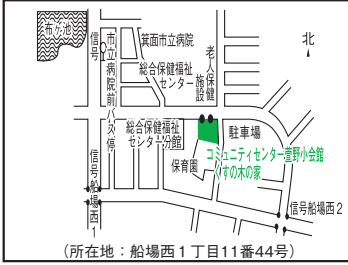 布ヶ池
信号
市立病院前バス停
箕面市立病院
総合保健福祉
センター
老人保健
施設
北
総合保健福祉
センター分館
駐車場
保育園
コミュニティセンター萱野小会館
くすの木の家
信号船場西1
信号船場西2
(所在地:船場西1丁目11番44号)